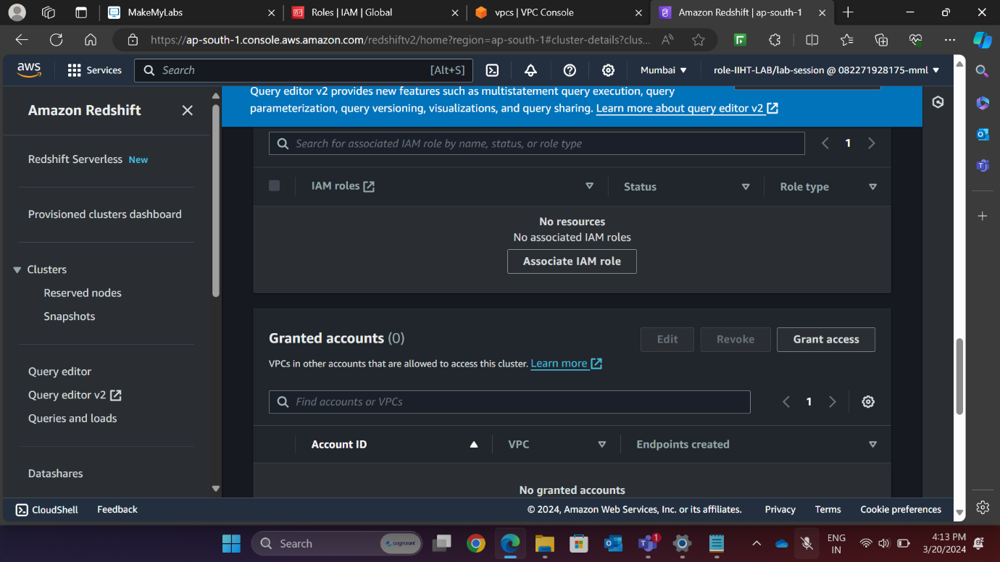 MakeMyLabs
Roles | IAM | Global
vpcs | VPC Console
Amazon Redshift | ap-south-1
https://ap-south-1.console.aws.amazon.com/redshiftv2/home?region=ap-south-1#cluster-details?clus...
aws
Services
Search
[Alt+S]
Mumbai
role-IIHT-LAB/lab-session @ 082271928175-mml
Amazon Redshift
Redshift Serverless New
Provisioned clusters dashboard
Clusters
Reserved nodes
Snapshots
Query editor
Query editor v2
Queries and loads
Datashares
Query editor v2 provides new features such as multistatement query execution, query
parameterization, query versioning, visualizations, and query sharing. Learn more about query editor v2
Search for associated IAM role by name, status, or role type
1
IAM roles
Status
Role type
No resources
No associated IAM roles
Associate IAM role
Granted accounts (0)
Edit
Revoke
Grant access
VPCs in other accounts that are allowed to access this cluster. Learn more
Find accounts or VPCs
1
Account ID
VPC
Endpoints created
No granted accounts
CloudShell
Feedback
© 2024, Amazon Web Services, Inc. or its affiliates.
Privacy
Terms
Cookie preferences
Search
cognizant
1
ENG
IN
4:13 PM
3/20/2024